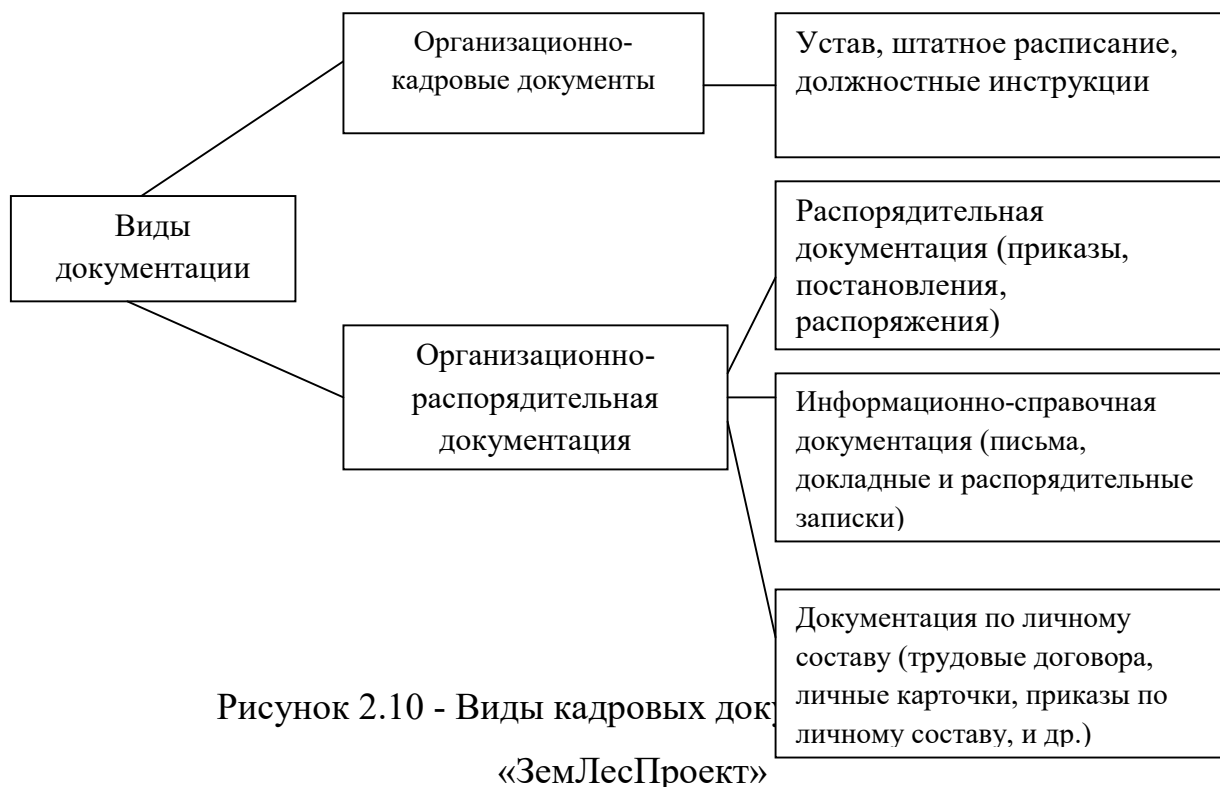 Организационно-
кадровые документы
Устав, штатное расписание,
должностные инструкции
Виды
документации
Распорядительная
документация (приказы,
постановления,
распоряжения)
Организационно-
распорядительная
документация
Информационно-справочная
документация (письма,
докладные и распорядительные
записки)
Документация по личному
составу (трудовые договора,
личные карточки, приказы по
личному составу, и др.)
Рисунок 2.10 - Виды кадровых
«ЗемЛесПроект»